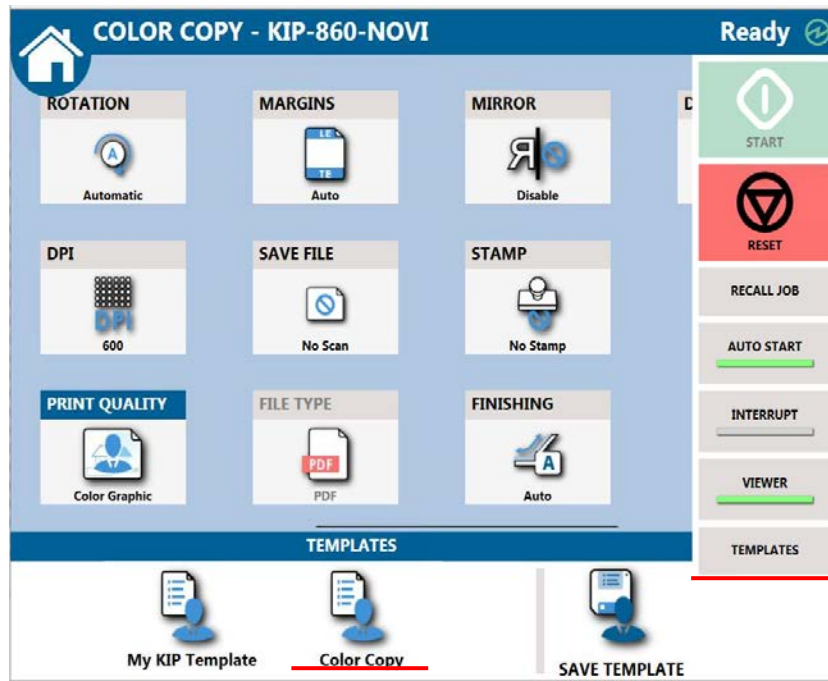 COLOR COPY - KIP-860-NOVI
Ready
ROTATION
MARGINS
MIRROR
D
A
LE
TE
Я
Automatic
Auto
Disable
START
DPI
SAVE FILE
STAMP
DPI
600
No Scan
No Stamp
RESET
RECALL JOB
AUTO START
PRINT QUALITY
FILE TYPE
FINISHING
PDF
A
Color Graphic
PDF
Auto
INTERRUPT
VIEWER
TEMPLATES
TEMPLATES
My KIP Template
Color Copy
SAVE TEMPLATE